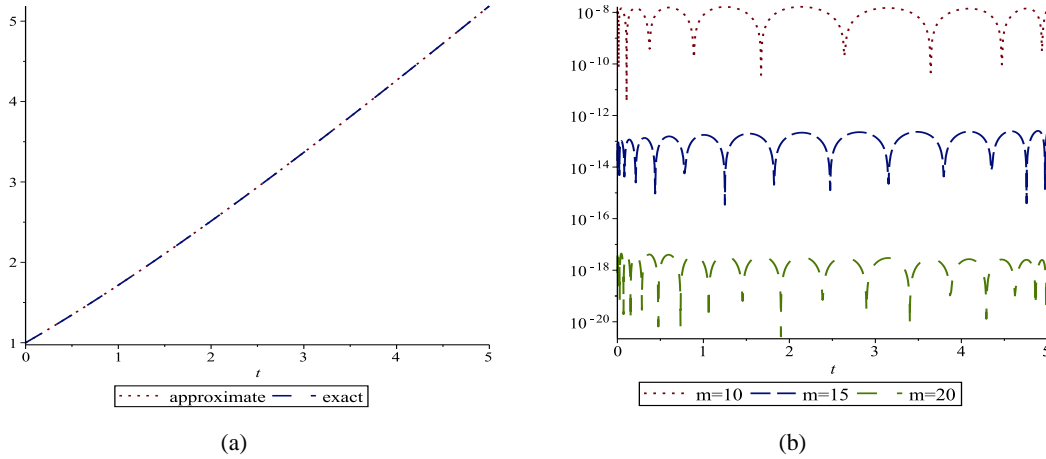 5
4
3
2
1
0 1 2 3 4 5
t
approximate exact
(a)
10⁻⁸
10⁻¹⁰
10⁻¹²
10⁻¹⁴
10⁻¹⁶
10⁻¹⁸
10⁻²⁰
0 1 2 3 4 5
t
m=10 m=15 m=20
(b)